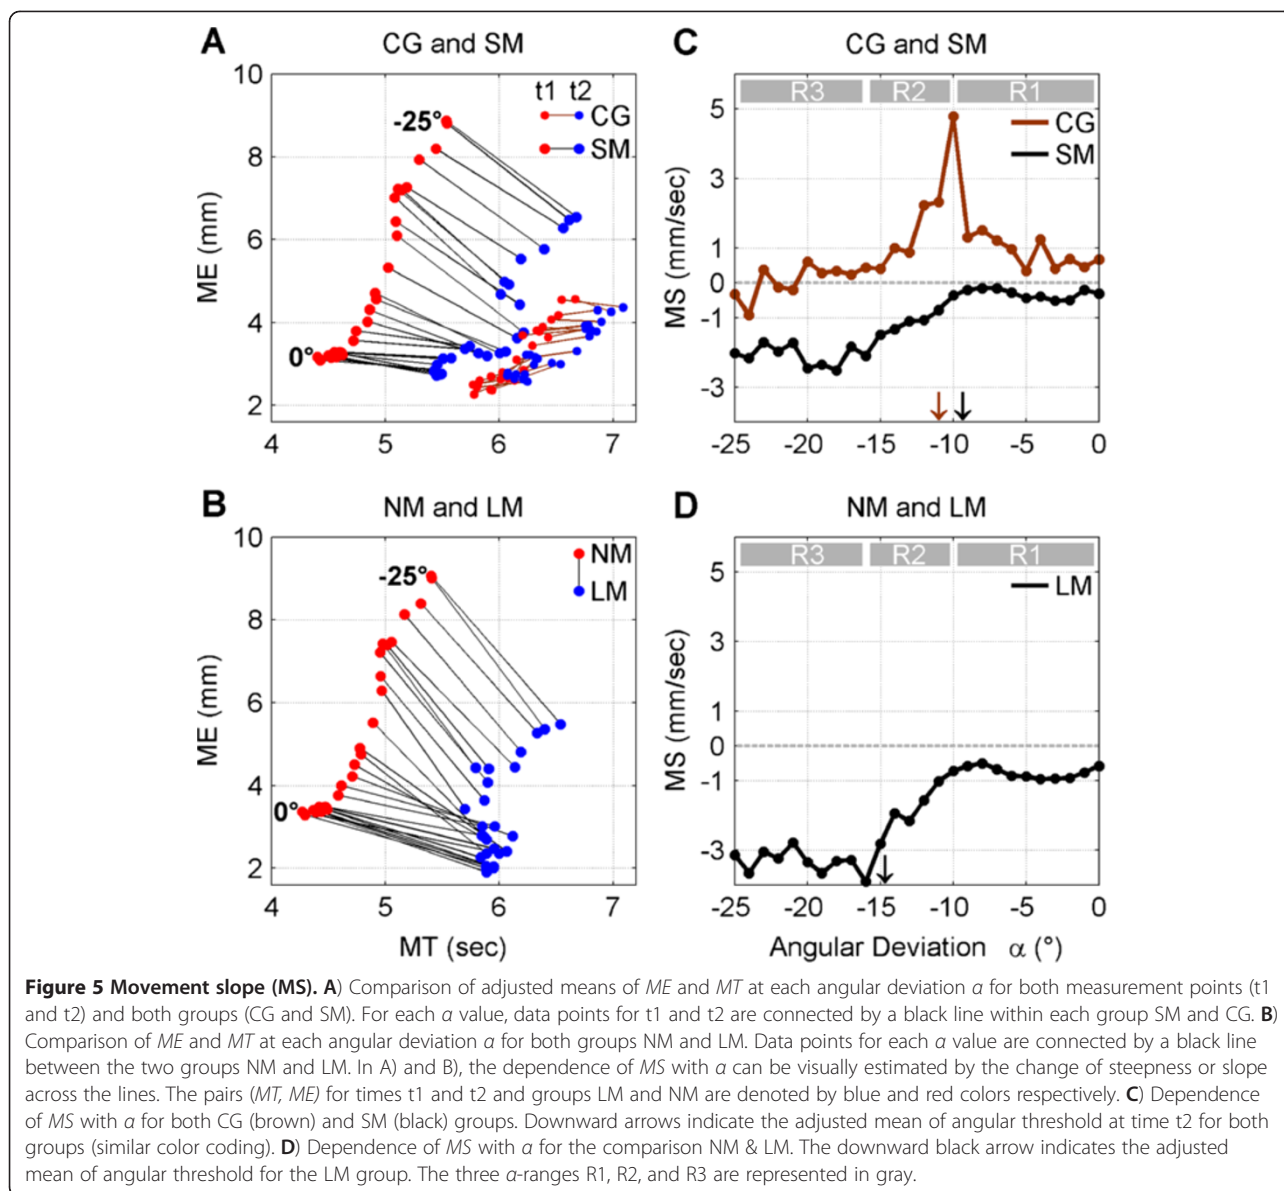 A
CG and SM
10
8
6
4
2
ME (mm)
-25°
0°
t1 t2
CG
SM
4 5 6 7
C
CG and SM
R3 R2 R1
5
3
1
0
-1
-3
MS (mm/sec)
CG
SM
-25 -20 -15 -10 -5 0
B
NM and LM
10
8
6
4
2
ME (mm)
-25°
0°
NM
LM
4 5 6 7
MT (sec)
D
NM and LM
R3 R2 R1
5
3
1
0
-1
-3
MS (mm/sec)
LM
-25 -20 -15 -10 -5 0
Angular Deviation α (°)
Figure 5 Movement slope (MS). A) Comparison of adjusted means of ME and MT at each angular deviation α for both measurement points (t1
and t2) and both groups (CG and SM). For each α value, data points for t1 and t2 are connected by a black line within each group SM and CG. B)
Comparison of ME and MT at each angular deviation α for both groups NM and LM. Data points for each α value are connected by a black line
between the two groups NM and LM. In A) and B), the dependence of MS with α can be visually estimated by the change of steepness or slope
across the lines. The pairs (MT, ME) for times t1 and t2 and groups LM and NM are denoted by blue and red colors respectively. C) Dependence
of MS with α for both CG (brown) and SM (black) groups. Downward arrows indicate the adjusted mean of angular threshold at time t2 for both
groups (similar color coding). D) Dependence of MS with α for the comparison NM & LM. The downward black arrow indicates the adjusted
mean of angular threshold for the LM group. The three α-ranges R1, R2, and R3 are represented in gray.